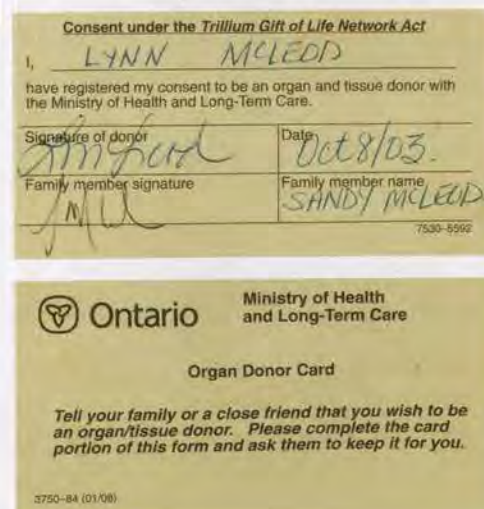 Consent under the Trillium Gift of Life Network Act
I, LYNN MCLEOD
have registered my consent to be an organ and tissue donor with
the Ministry of Health and Long-Term Care.
Signature of donor
Date
Oct 8/03.
Family member signature
Family member name
SANDY MCLEOD
7530-5592
Ontario
Ministry of Health
and Long-Term Care
Organ Donor Card
Tell your family or a close friend that you wish to be
an organ/tissue donor. Please complete the card
portion of this form and ask them to keep it for you.
3750-84 (01/06)